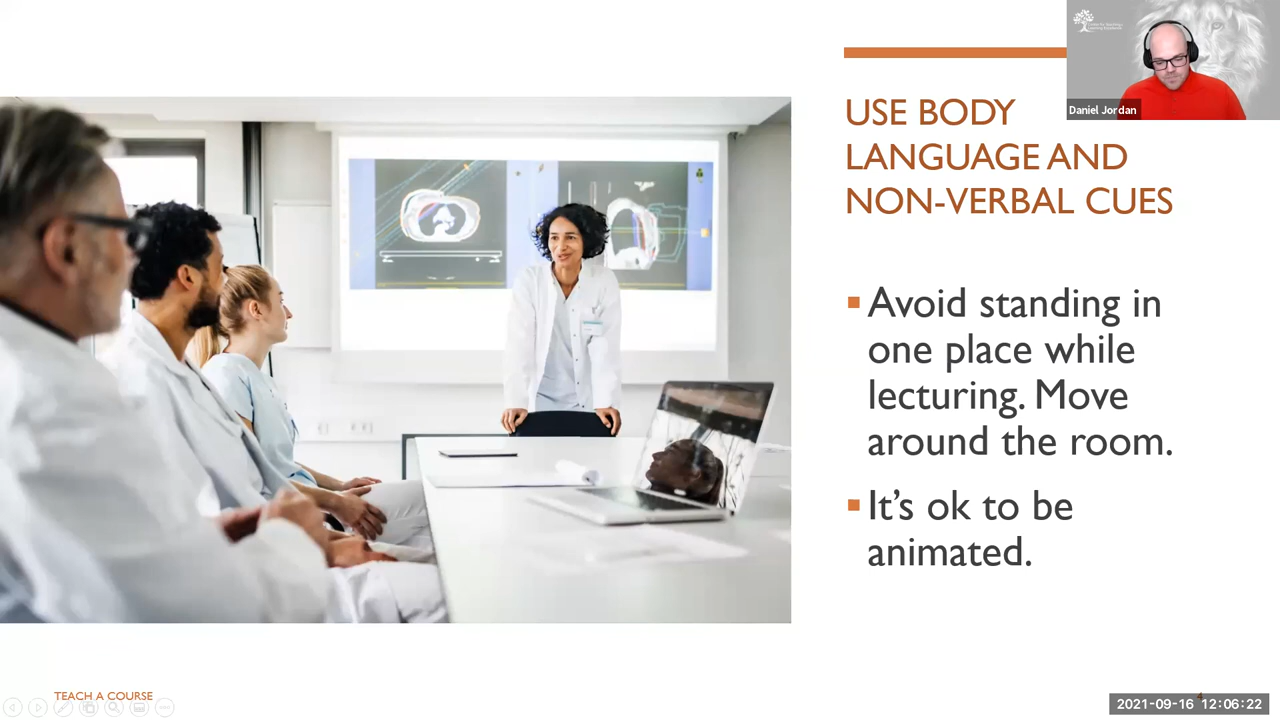 Daniel Jordan
USE BODY
LANGUAGE AND
NON-VERBAL CUES
▪Avoid standing in
one place while
lecturing. Move
around the room.
▪It’s ok to be
animated.
TEACH A COURSE
4
2021-09-16 12:06:22